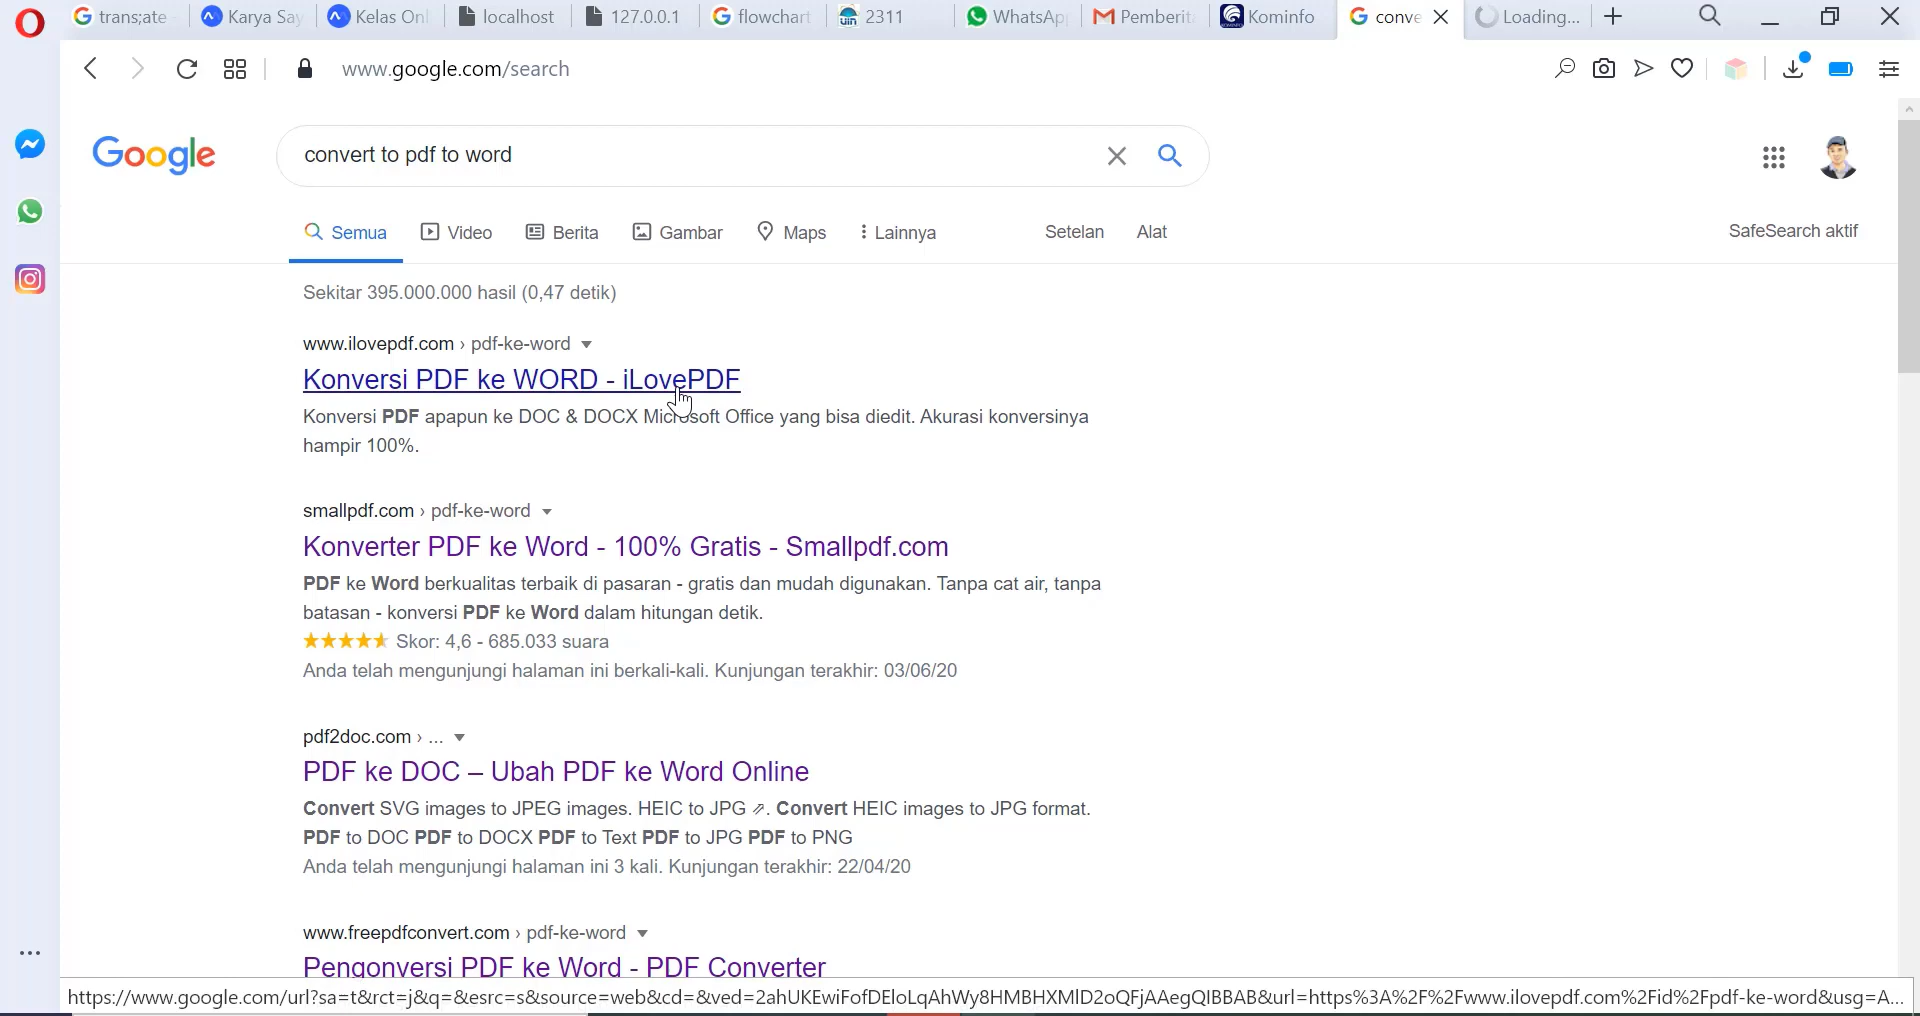 trans;ate
Karya Say
Kelas Onl
localhost
127.0.0.1
flowchart
2311
WhatsApp
Pemberit
Kominfo
conve
Loading...
www.google.com/search
Google
convert to pdf to word
Semua
Video
Berita
Gambar
Maps
Lainnya
Setelan
Alat
SafeSearch aktif
Sekitar 395.000.000 hasil (0,47 detik)
www.ilovepdf.com › pdf-ke-word
Konversi PDF ke WORD - iLovePDF
Konversi PDF apapun ke DOC & DOCX Microsoft Office yang bisa diedit. Akurasi konversinya
hampir 100%.
smallpdf.com › pdf-ke-word
Konverter PDF ke Word - 100% Gratis - Smallpdf.com
PDF ke Word berkualitas terbaik di pasaran - gratis dan mudah digunakan. Tanpa cat air, tanpa
batasan - konversi PDF ke Word dalam hitungan detik.
Skor: 4,6 - 685.033 suara
Anda telah mengunjungi halaman ini berkali-kali. Kunjungan terakhir: 03/06/20
pdf2doc.com › ...
PDF ke DOC – Ubah PDF ke Word Online
Convert SVG images to JPEG images. HEIC to JPG ⇗. Convert HEIC images to JPG format.
PDF to DOC PDF to DOCX PDF to Text PDF to JPG PDF to PNG
Anda telah mengunjungi halaman ini 3 kali. Kunjungan terakhir: 22/04/20
www.freepdfconvert.com › pdf-ke-word
Pengonversi PDF ke Word - PDF Converter
https://www.google.com/url?sa=t&rct=j&q=&esrc=s&source=web&cd=&ved=2ahUKEwiFofDEloLqAhWy8HMBHXMlD2oQFjAAegQIBBAB&url=https%3A%2F%2Fwww.ilovepdf.com%2Fid%2Fpdf-ke-word&usg=A...